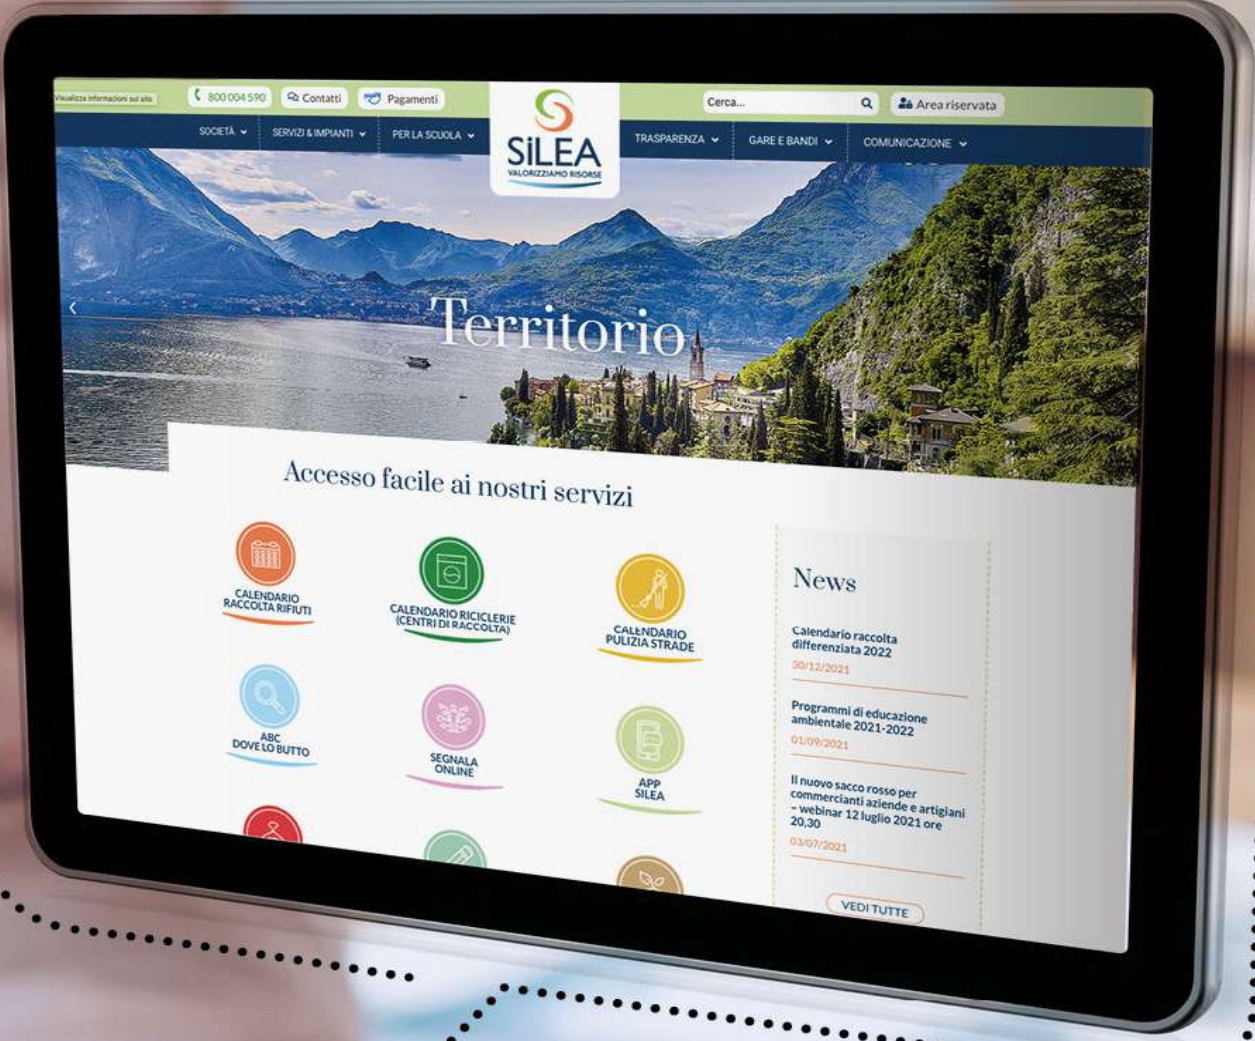 Visualizza informazioni sul sito
800 004 590
Contatti
Pagamenti
Cerca...
Area riservata
SOCIETÀ
SERVIZI & IMPIANTI
PER LA SCUOLA
SiLEA
VALORIZZIAMO RISORSE
TRASPARENZA
GARE E BANDI
COMUNICAZIONE
Territorio
Accesso facile ai nostri servizi
CALENDARIO
RACCOLTA RIFIUTI
CALENDARIO RICICLERIE
(CENTRI DI RACCOLTA)
CALENDARIO
PULIZIA STRADE
ABC
DOVE LO BUTTO
SEGNALA
ONLINE
APP
SILEA
News
Calendario raccolta
differenziata 2022
30/12/2021
Programmi di educazione
ambientale 2021-2022
01/09/2021
Il nuovo sacco rosso per
commercianti aziende e artigiani
– webinar 12 luglio 2021 ore
20,30
03/07/2021
VEDI TUTTE